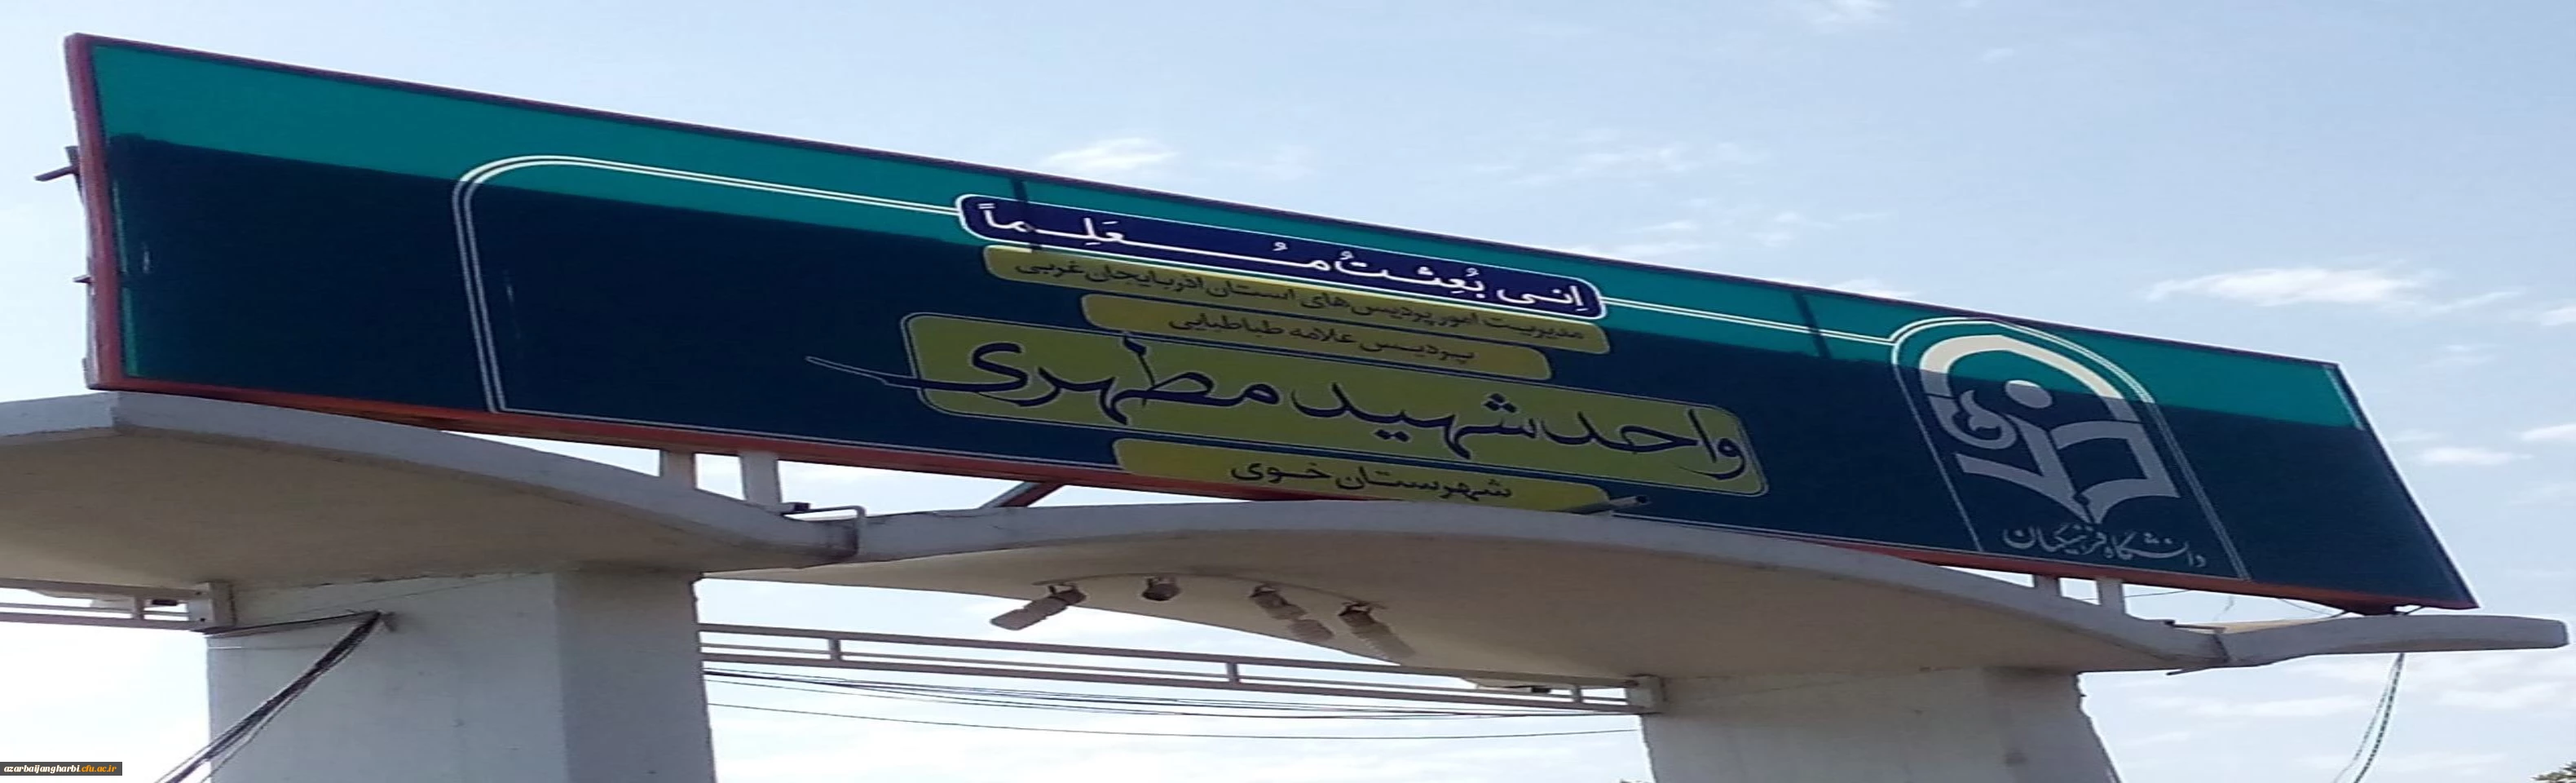 اِنی بُعِثتُ مُعَلِماً
مدیریت امور پردیس های استان آذربایجان غربی
پردیس علامه طباطبایی
واحد شهید مطهری
شهرستان خوی
دانشگاه فرهنگیان
azarbaijangharbi.cfu.ac.ir